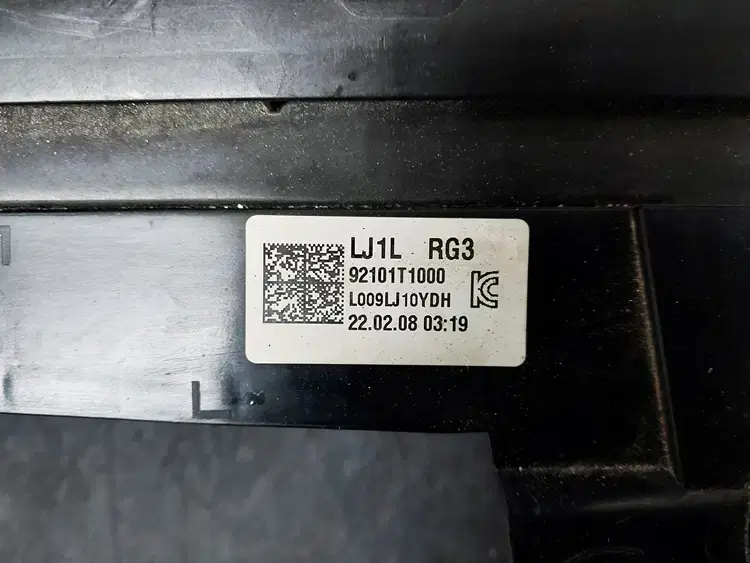 LJ1L RG3
92101T1000
L009LJ10YDH
22.02.08 03:19
L